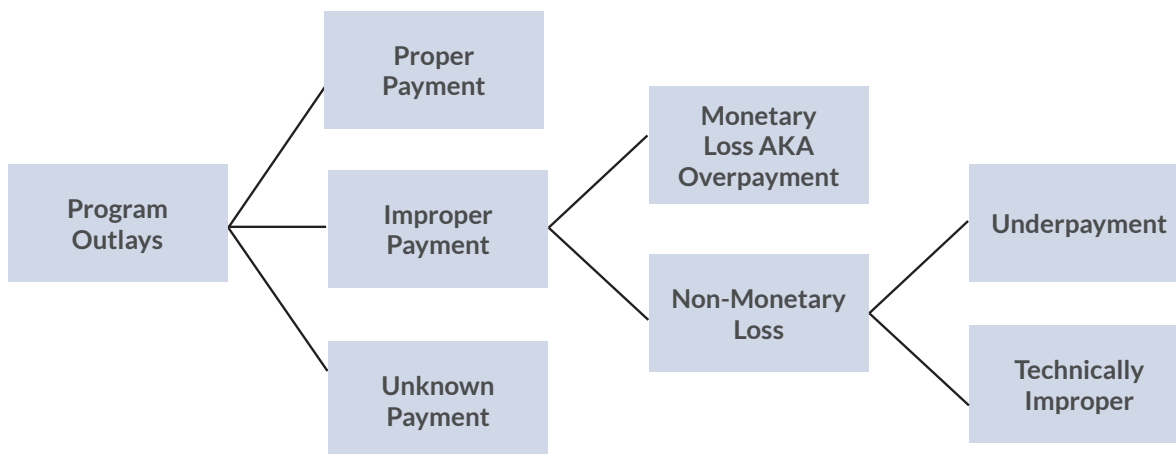 Proper
Payment
Monetary
Loss AKA
Overpayment
Program
Outlays
Improper
Payment
Underpayment
Non-Monetary
Loss
Unknown
Payment
Technically
Improper